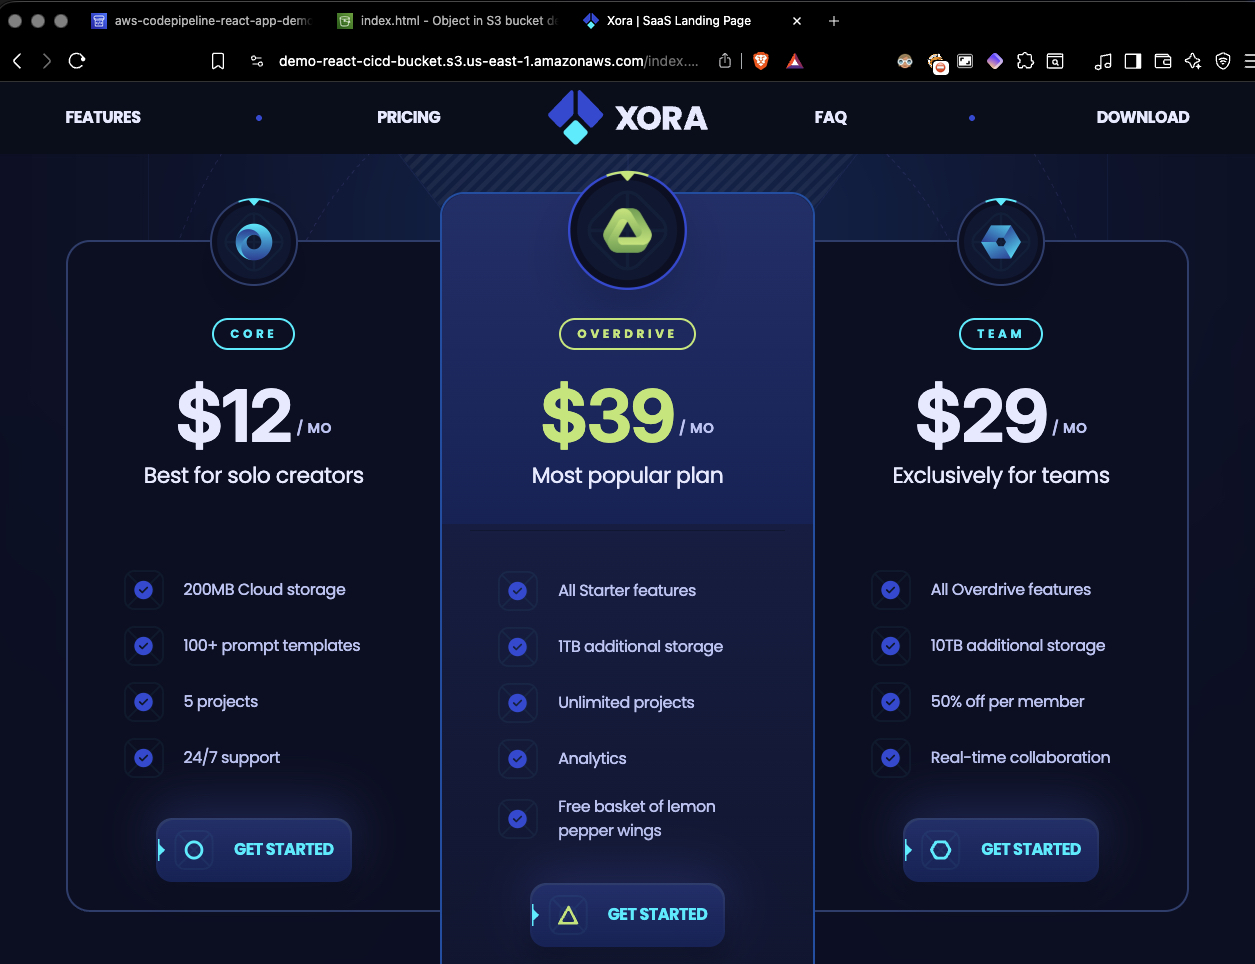 aws-codepipeline-react-app-demo
index.html - Object in S3 bucket de
Xora | SaaS Landing Page
demo-react-cicd-bucket.s3.us-east-1.amazonaws.com/index....
FEATURES
PRICING
XORA
FAQ
DOWNLOAD
CORE
$12 / MO
Best for solo creators
200MB Cloud storage
100+ prompt templates
5 projects
24/7 support
GET STARTED
OVERDRIVE
$39 / MO
Most popular plan
All Starter features
1TB additional storage
Unlimited projects
Analytics
Free basket of lemon
pepper wings
GET STARTED
TEAM
$29 / MO
Exclusively for teams
All Overdrive features
10TB additional storage
50% off per member
Real-time collaboration
GET STARTED